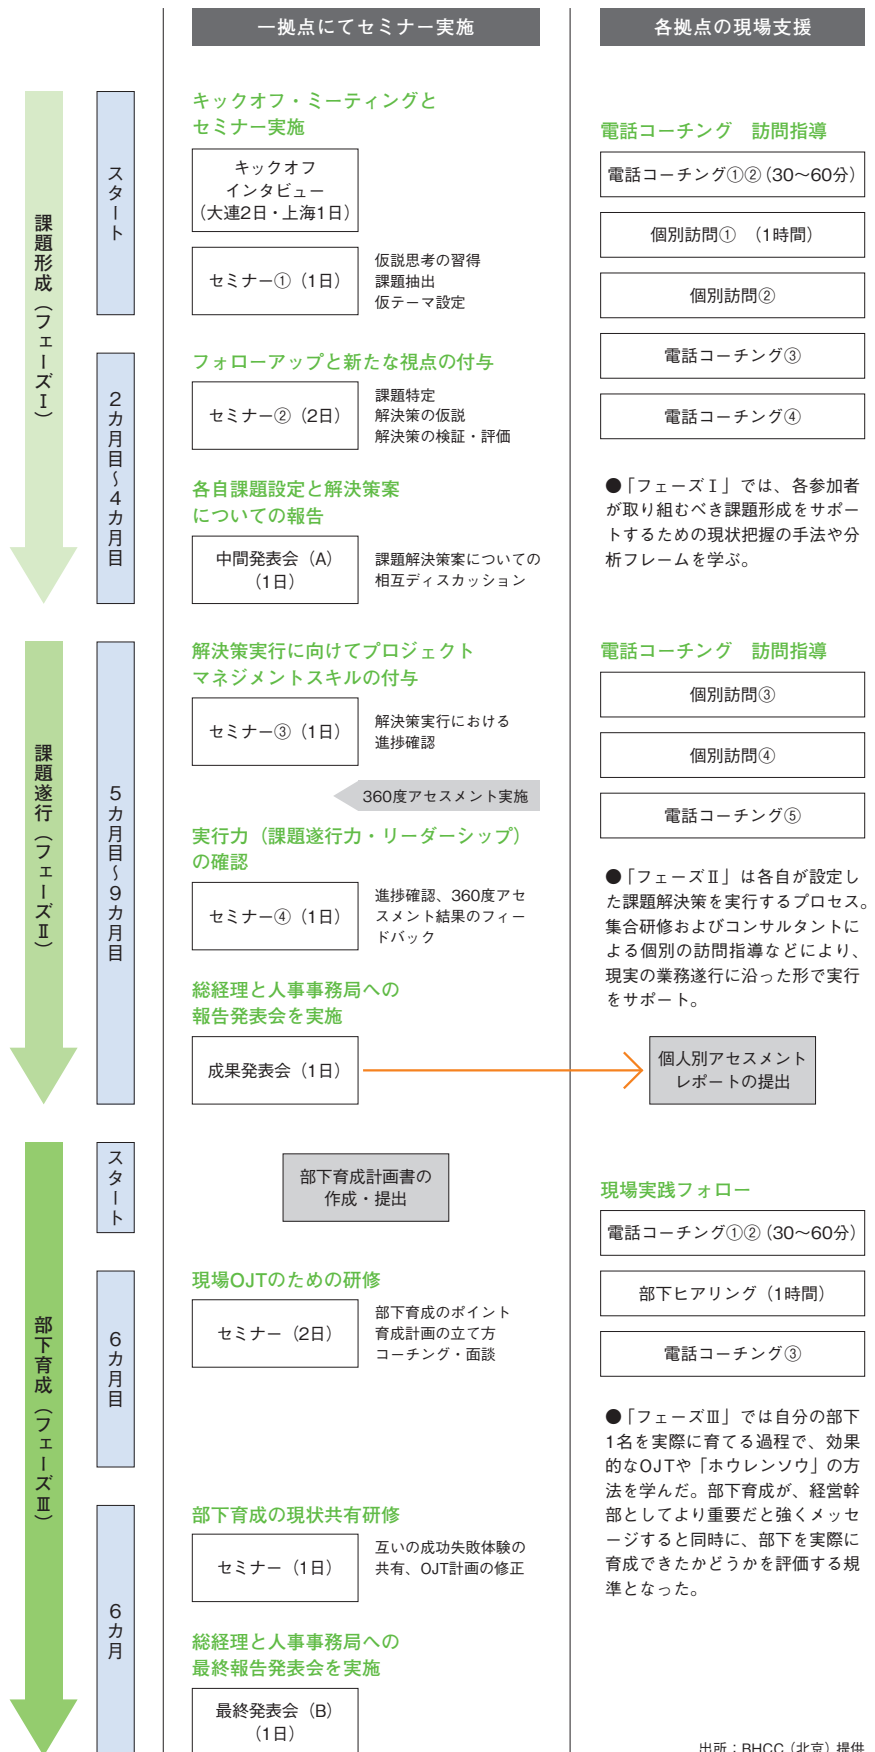 一拠点にてセミナー実施
各拠点の現場支援
課題形成（フェーズⅠ）
スタート
キックオフ・ミーティングと
セミナー実施
キックオフ
インタビュー
（大連2日・上海1日）
セミナー①（1日）
仮説思考の習得
課題抽出
仮テーマ設定
2カ月目～4カ月目
フォローアップと新たな視点の付与
セミナー②（2日）
課題特定
解決策の仮説
解決策の検証・評価
各自課題設定と解決策案
についての報告
中間発表会（A）
（1日）
課題解決策案についての
相互ディスカッション
電話コーチング　訪問指導
電話コーチング①②（30～60分）
個別訪問①　（1時間）
個別訪問②
電話コーチング③
電話コーチング④
●「フェーズⅠ」では、各参加者
が取り組むべき課題形成をサポー
トするための現状把握の手法や分
析フレームを学ぶ。
課題遂行（フェーズⅡ）
5カ月目～9カ月目
解決策実行に向けてプロジェクト
マネジメントスキルの付与
セミナー③（1日）
解決策実行における
進捗確認
360度アセスメント実施
実行力（課題遂行力・リーダーシップ）
の確認
セミナー④（1日）
進捗確認、360度アセ
スメント結果のフィー
ドバック
総経理と人事事務局への
報告発表会を実施
成果発表会（1日）
電話コーチング　訪問指導
個別訪問③
個別訪問④
電話コーチング⑤
●「フェーズⅡ」は各自が設定し
た課題解決策を実行するプロセス。
集合研修およびコンサルタントに
よる個別の訪問指導などにより、
現実の業務遂行に沿った形で実行
をサポート。
個人別アセスメント
レポートの提出
部下育成（フェーズⅢ）
スタート
部下育成計画書の
作成・提出
6カ月目
現場OJTのための研修
セミナー（2日）
部下育成のポイント
育成計画の立て方
コーチング・面談
6カ月
部下育成の現状共有研修
セミナー（1日）
互いの成功失敗体験の
共有、OJT計画の修正
総経理と人事事務局への
最終報告発表会を実施
最終発表会（B）
（1日）
現場実践フォロー
電話コーチング①②（30～60分）
部下ヒアリング（1時間）
電話コーチング③
●「フェーズⅢ」では自分の部下
1名を実際に育てる過程で、効果
的なOJTや「ホウレンソウ」の方
法を学んだ。部下育成が、経営幹
部としてより重要だと強くメッセ
ージすると同時に、部下を実際に
育成できたかどうかを評価する規
準となった。
出所：BHCC（北京）提供